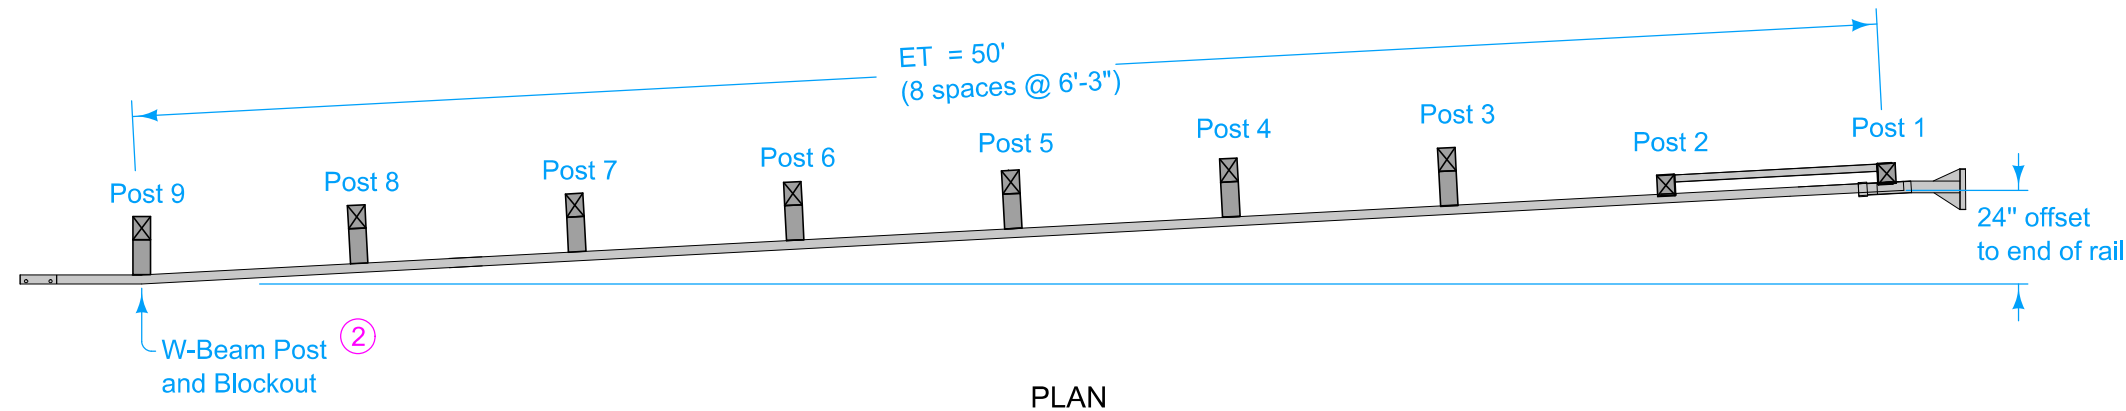 ET = 50'
(8 spaces @ 6'-3")
Post 9
Post 8
Post 7
Post 6
Post 5
Post 4
Post 3
Post 2
Post 1
24" offset
to end of rail
W-Beam Post
and Blockout
2
PLAN